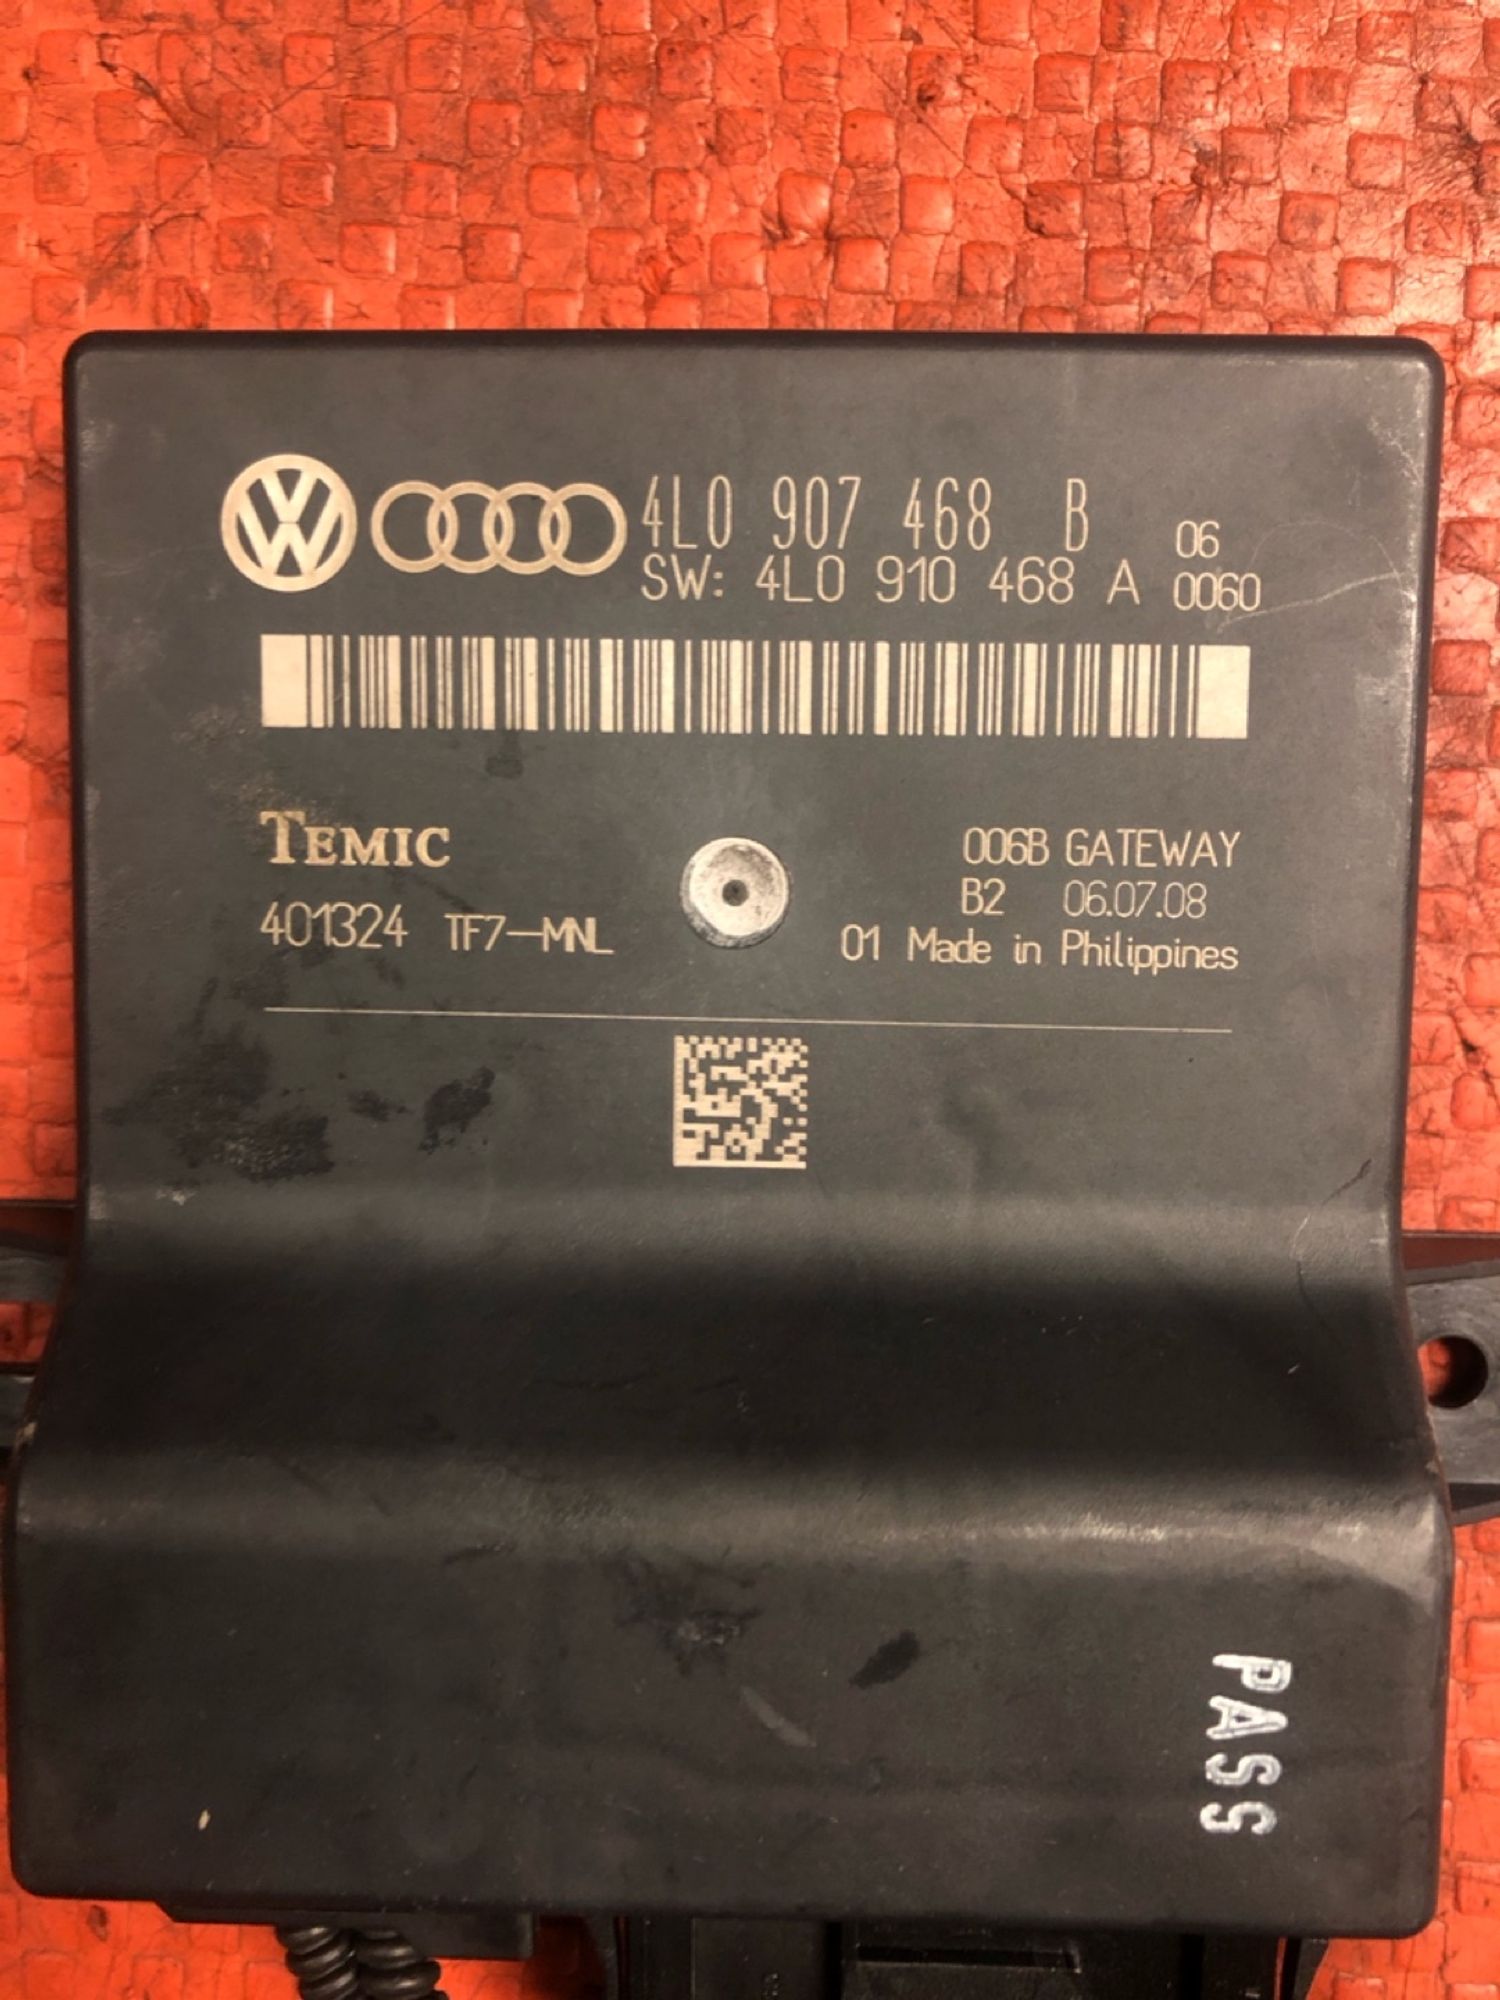 4L0 907 468 B 06
SW: 4L0 910 468 A 0060
TEMIC
006B GATEWAY
B2 06.07.08
401324 TF7-MNL
01 Made in Philippines
PASS